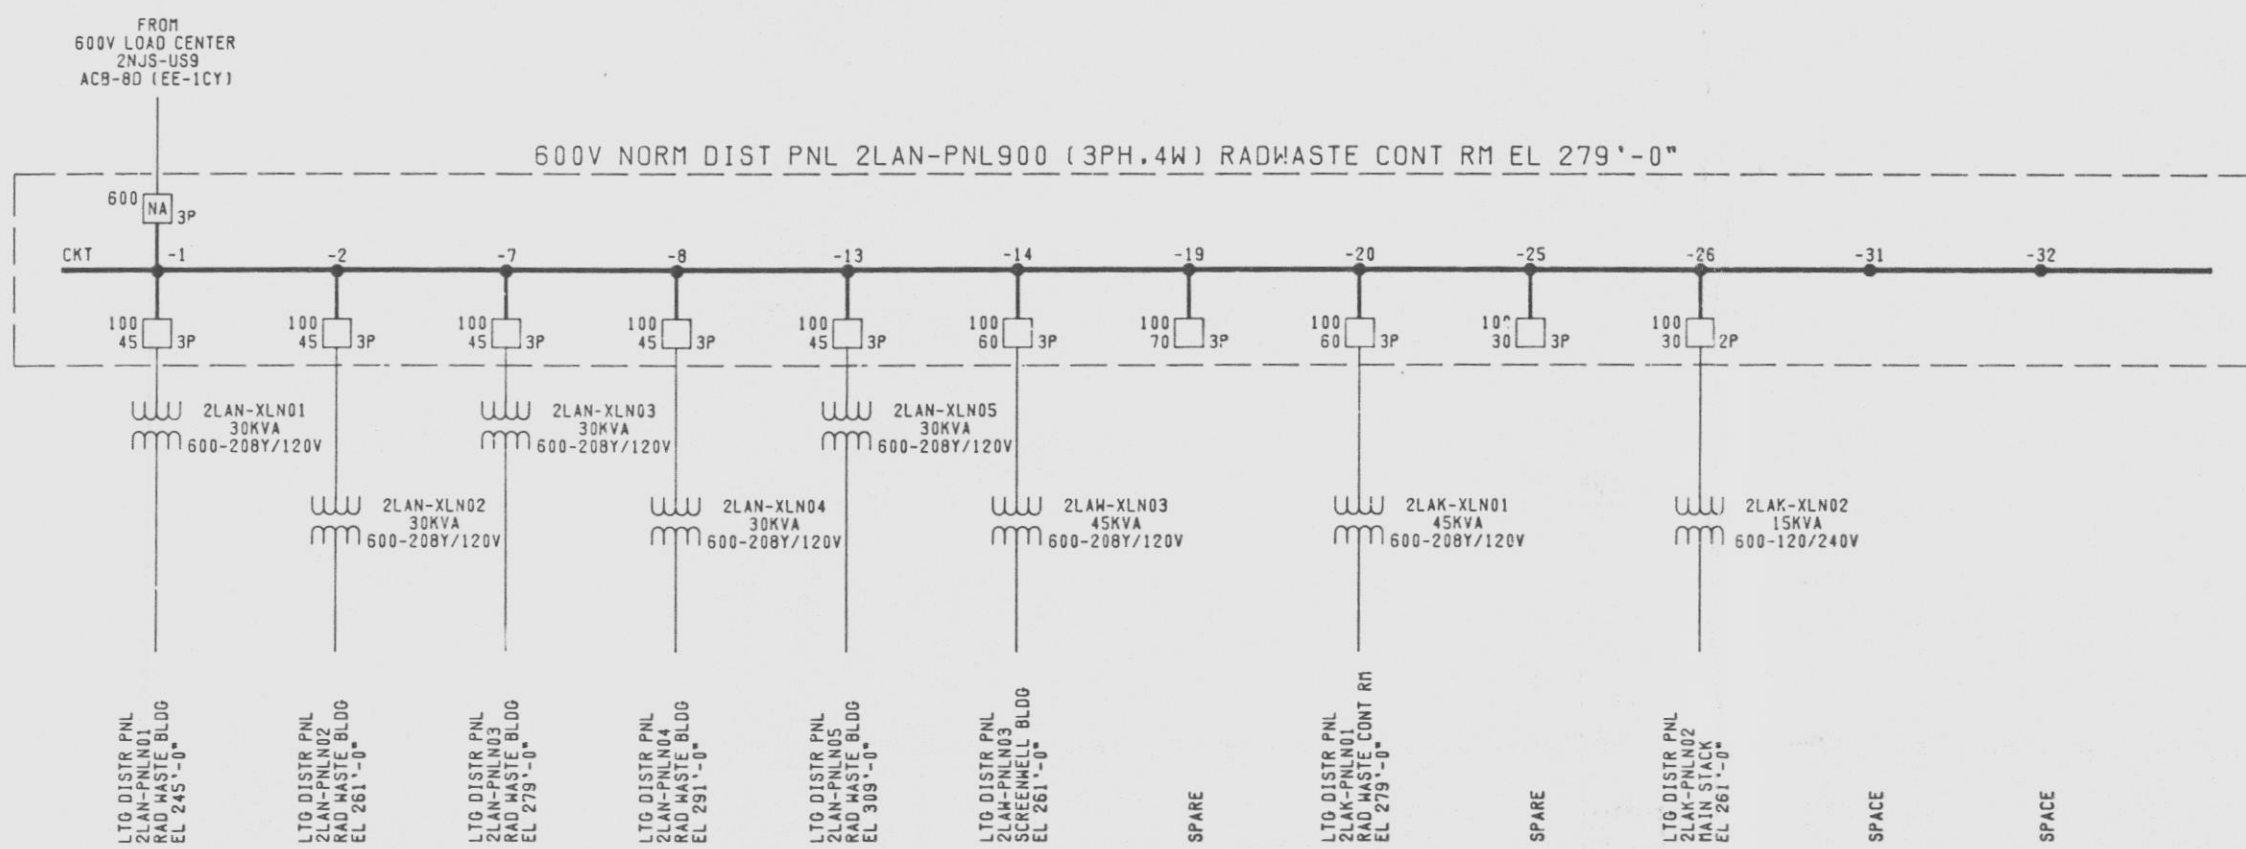 FROM
600V LOAD CENTER
2NJS-US9
ACB-8D (EE-1CY)
600V NORM DIST PNL 2LAN-PNL900 (3PH,4W) RADWASTE CONT RM EL 279'-0"
600 NA 3P
CKT -1 -2 -7 -8 -13 -14 -19 -20 -25 -26 -31 -32
100 100 100 100 100 100 100 100 100
45 3P 45 3P 45 3P 45 3P 45 3P 60 3P 70 3P 60 3P 30 3P 30 2P
2LAN-XLN01
30KVA
600-208Y/120V
2LAN-XLN03
30KVA
600-208Y/120V
2LAN-XLN05
30KVA
600-208Y/120V
2LAN-XLN02
30KVA
600-208Y/120V
2LAN-XLN04
30KVA
600-208Y/120V
2LAW-XLN03
45KVA
600-208Y/120V
2LAK-XLN01
45KVA
600-208Y/120V
2LAK-XLN02
15KVA
600-120/240V
LTG DISTR PNL
2LAN-PNLN01
RAD WASTE BLDG
EL 245'-0"
LTG DISTR PNL
2LAN-PNLN02
RAD WASTE BLDG
EL 261'-0"
LTG DISTR PNL
2LAN-PNLN03
RAD WASTE BLDG
EL 279'-0"
LTG DISTR PNL
2LAN-PNLN04
RAD WASTE BLDG
EL 291'-0"
LTG DISTR PNL
2LAN-PNLN05
RAD WASTE BLDG
EL 309'-0"
LTG DISTR PNL
2LAW-PNLN03
SCREENWELL BLDG
EL 261'-0"
SPARE
LTG DISTR PNL
2LAK-PNLN01
RAD WASTE CONT RM
EL 279'-0"
SPARE
LTG DISTR PNL
2LAK-PNLN02
MAIN STACK
EL 261'-0"
SPACE
SPACE